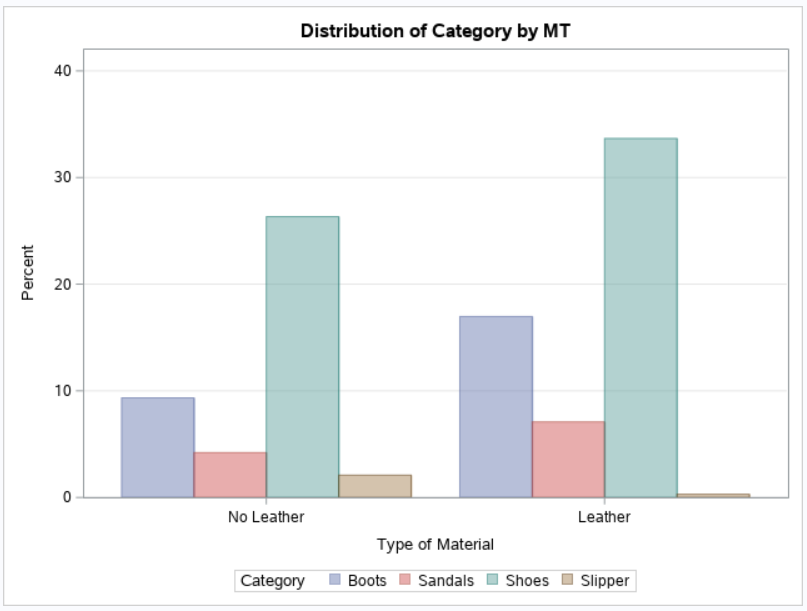 Distribution of Category by MT
40
30
20
10
0
Percent
No Leather
Leather
Type of Material
Category Boots Sandals Shoes Slipper